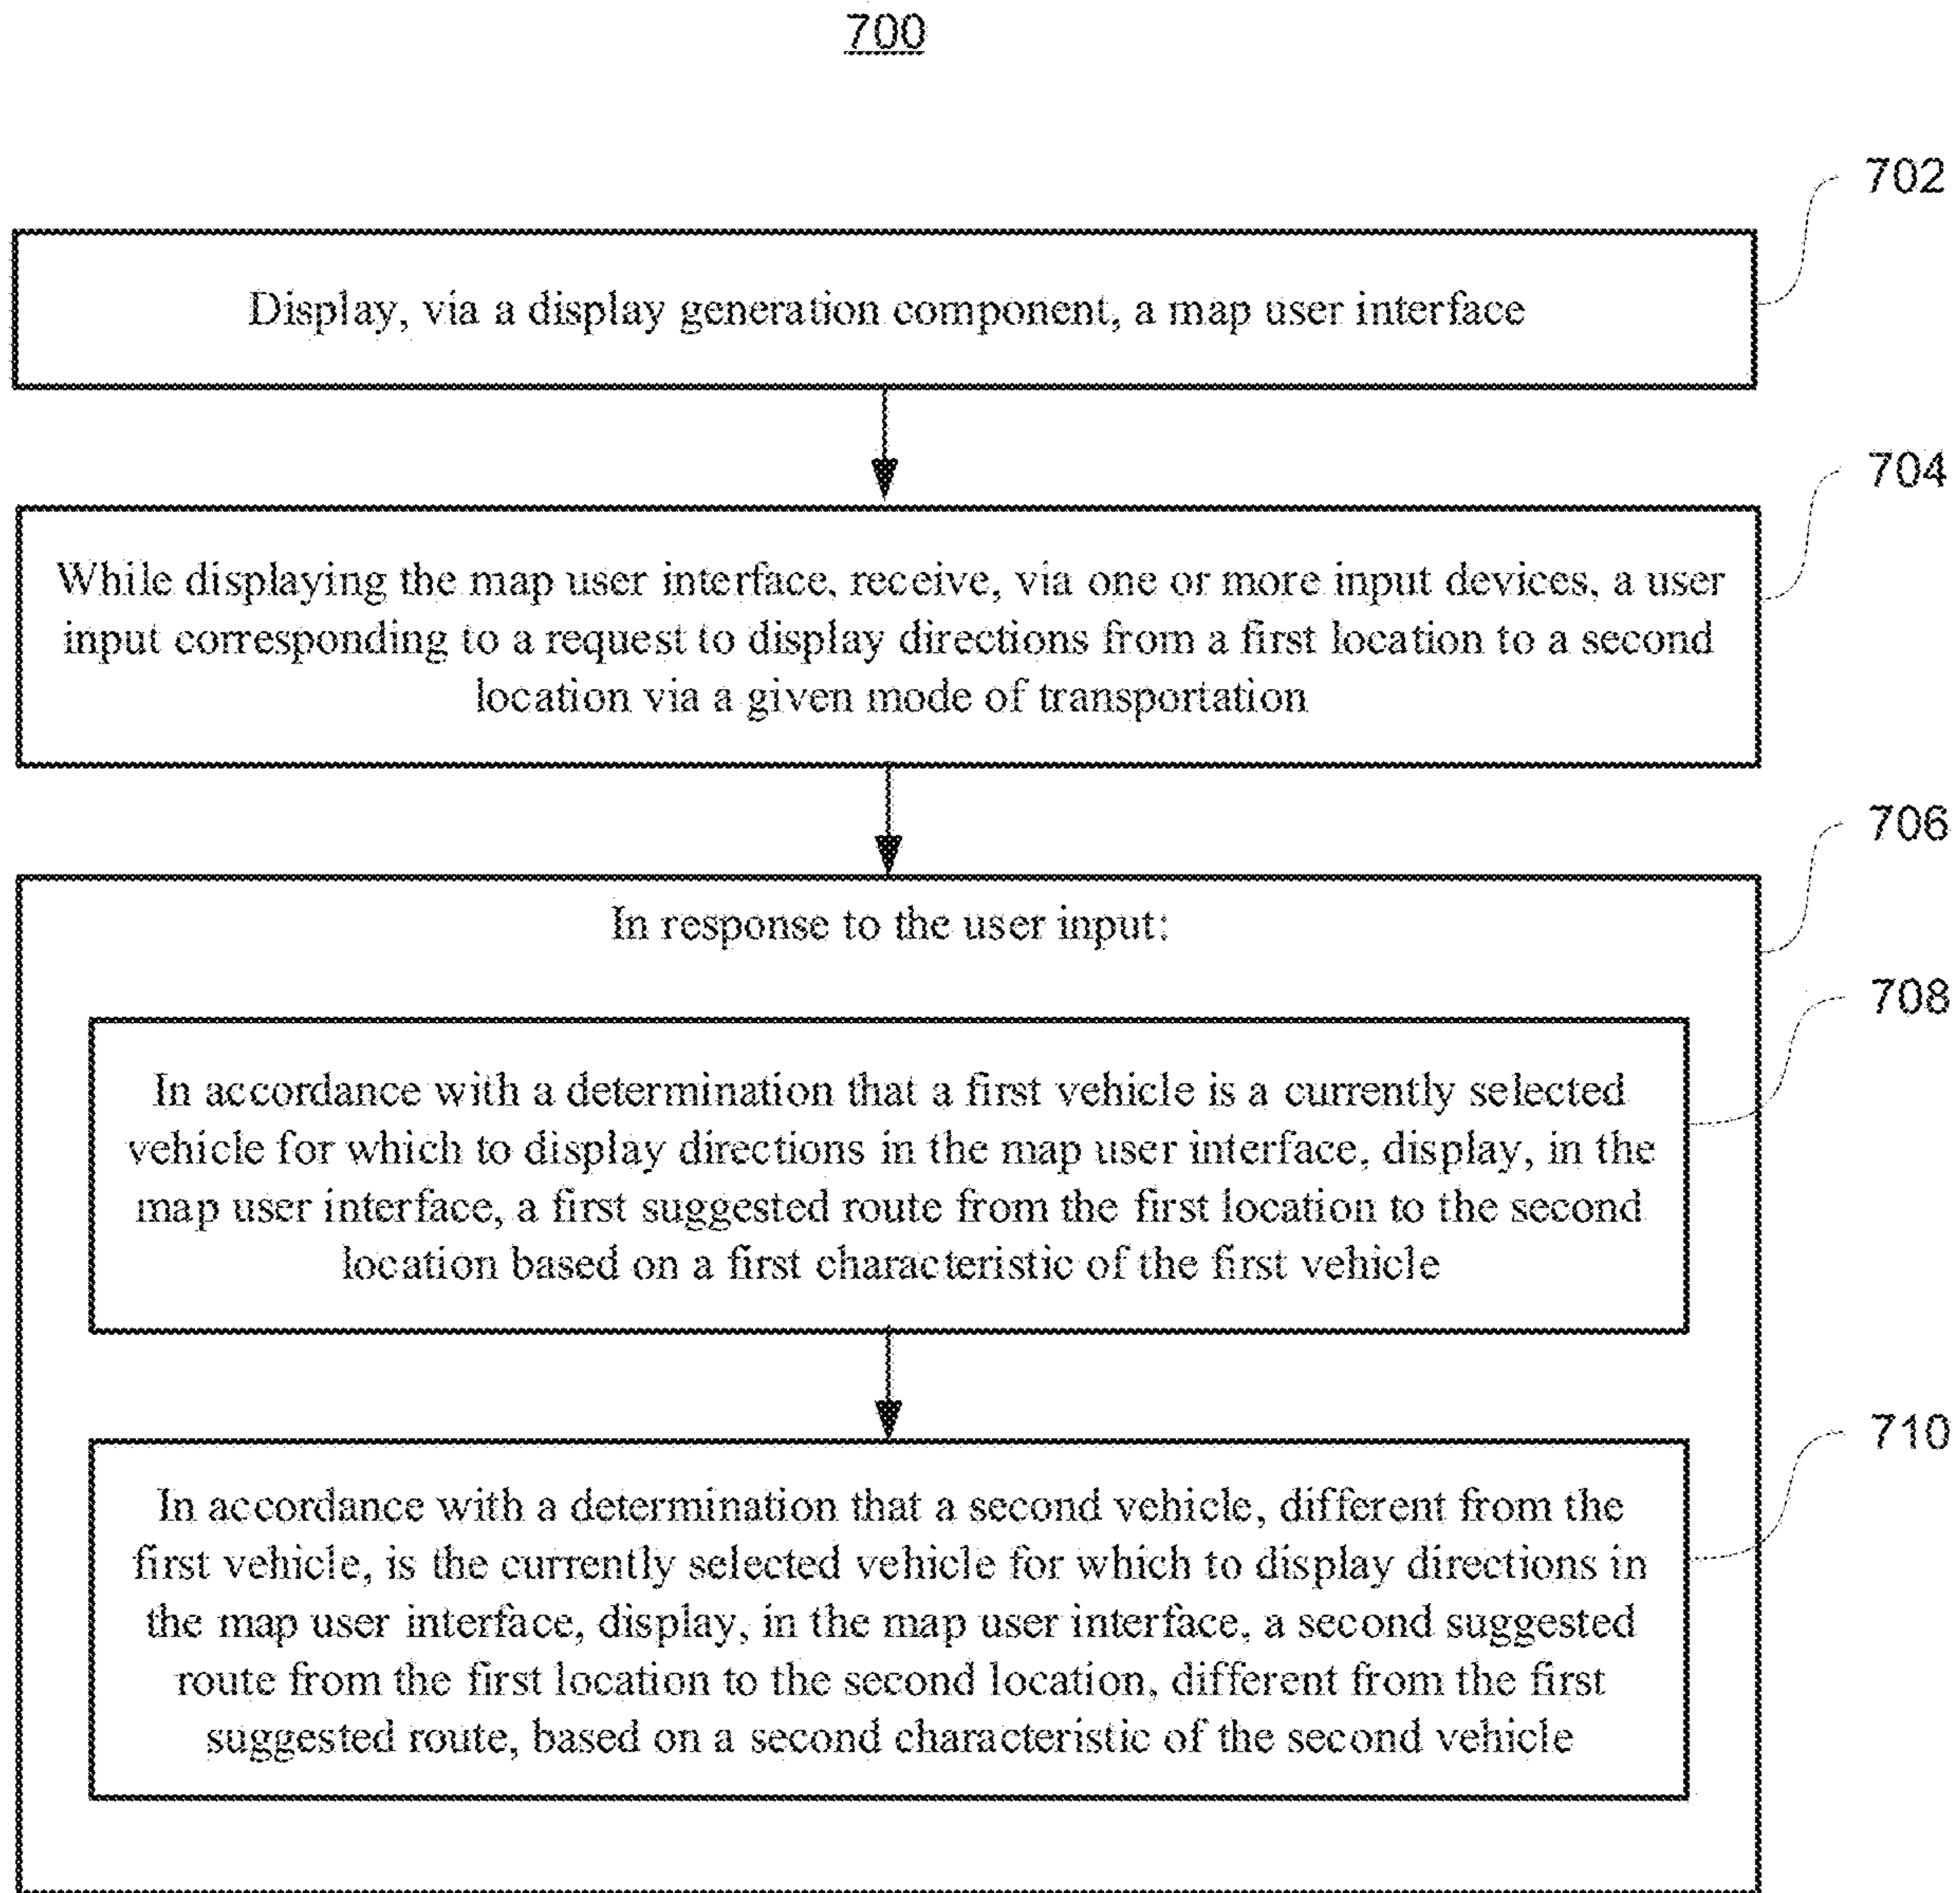 700
702
Display, via a display generation component, a map user interface
704
While displaying the map user interface, receive, via one or more input devices, a user
input corresponding to a request to display directions from a first location to a second
location via a given mode of transportation
706
In response to the user input:
708
In accordance with a determination that a first vehicle is a currently selected
vehicle for which to display directions in the map user interface, display, in the
map user interface, a first suggested route from the first location to the second
location based on a first characteristic of the first vehicle
710
In accordance with a determination that a second vehicle, different from the
first vehicle, is the currently selected vehicle for which to display directions in
the map user interface, display, in the map user interface, a second suggested
route from the first location to the second location, different from the first
suggested route, based on a second characteristic of the second vehicle